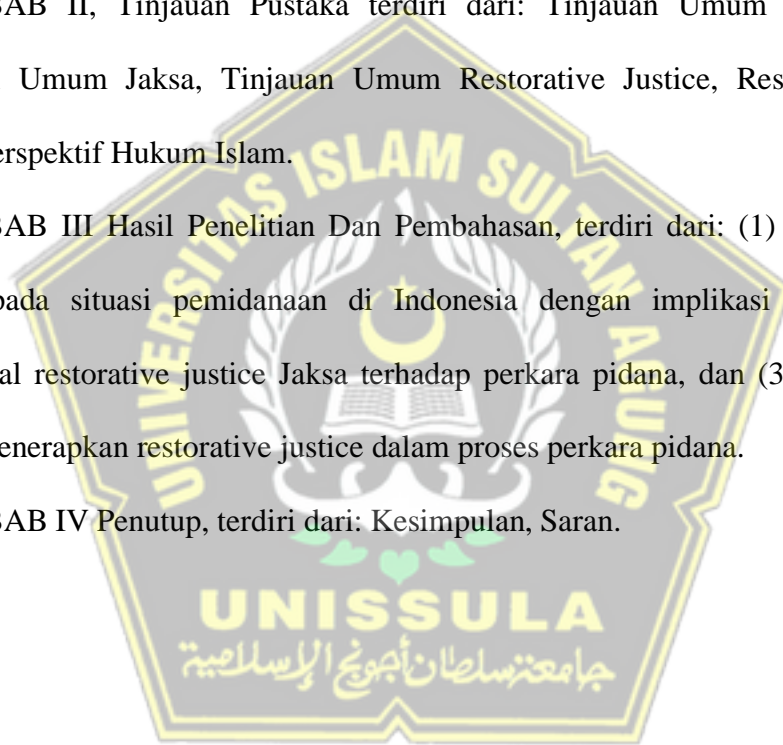 BAB II, Tinjauan Pustaka terdiri dari: Tinjauan Umum
Umum Jaksa, Tinjauan Umum Restorative Justice, Res
erspektif Hukum Islam.
BAB III Hasil Penelitian Dan Pembahasan, terdiri dari: (1)
pada situasi pemidanaan di Indonesia dengan implikasi
al restorative justice Jaksa terhadap perkara pidana, dan (3
enerapkan restorative justice dalam proses perkara pidana.
BAB IV Penutup, terdiri dari: Kesimpulan, Saran.
UNIVERSITAS ISLAM SULTAN AGUNG
UNISSULA
جامعة سلطان أجونج الإسلامية